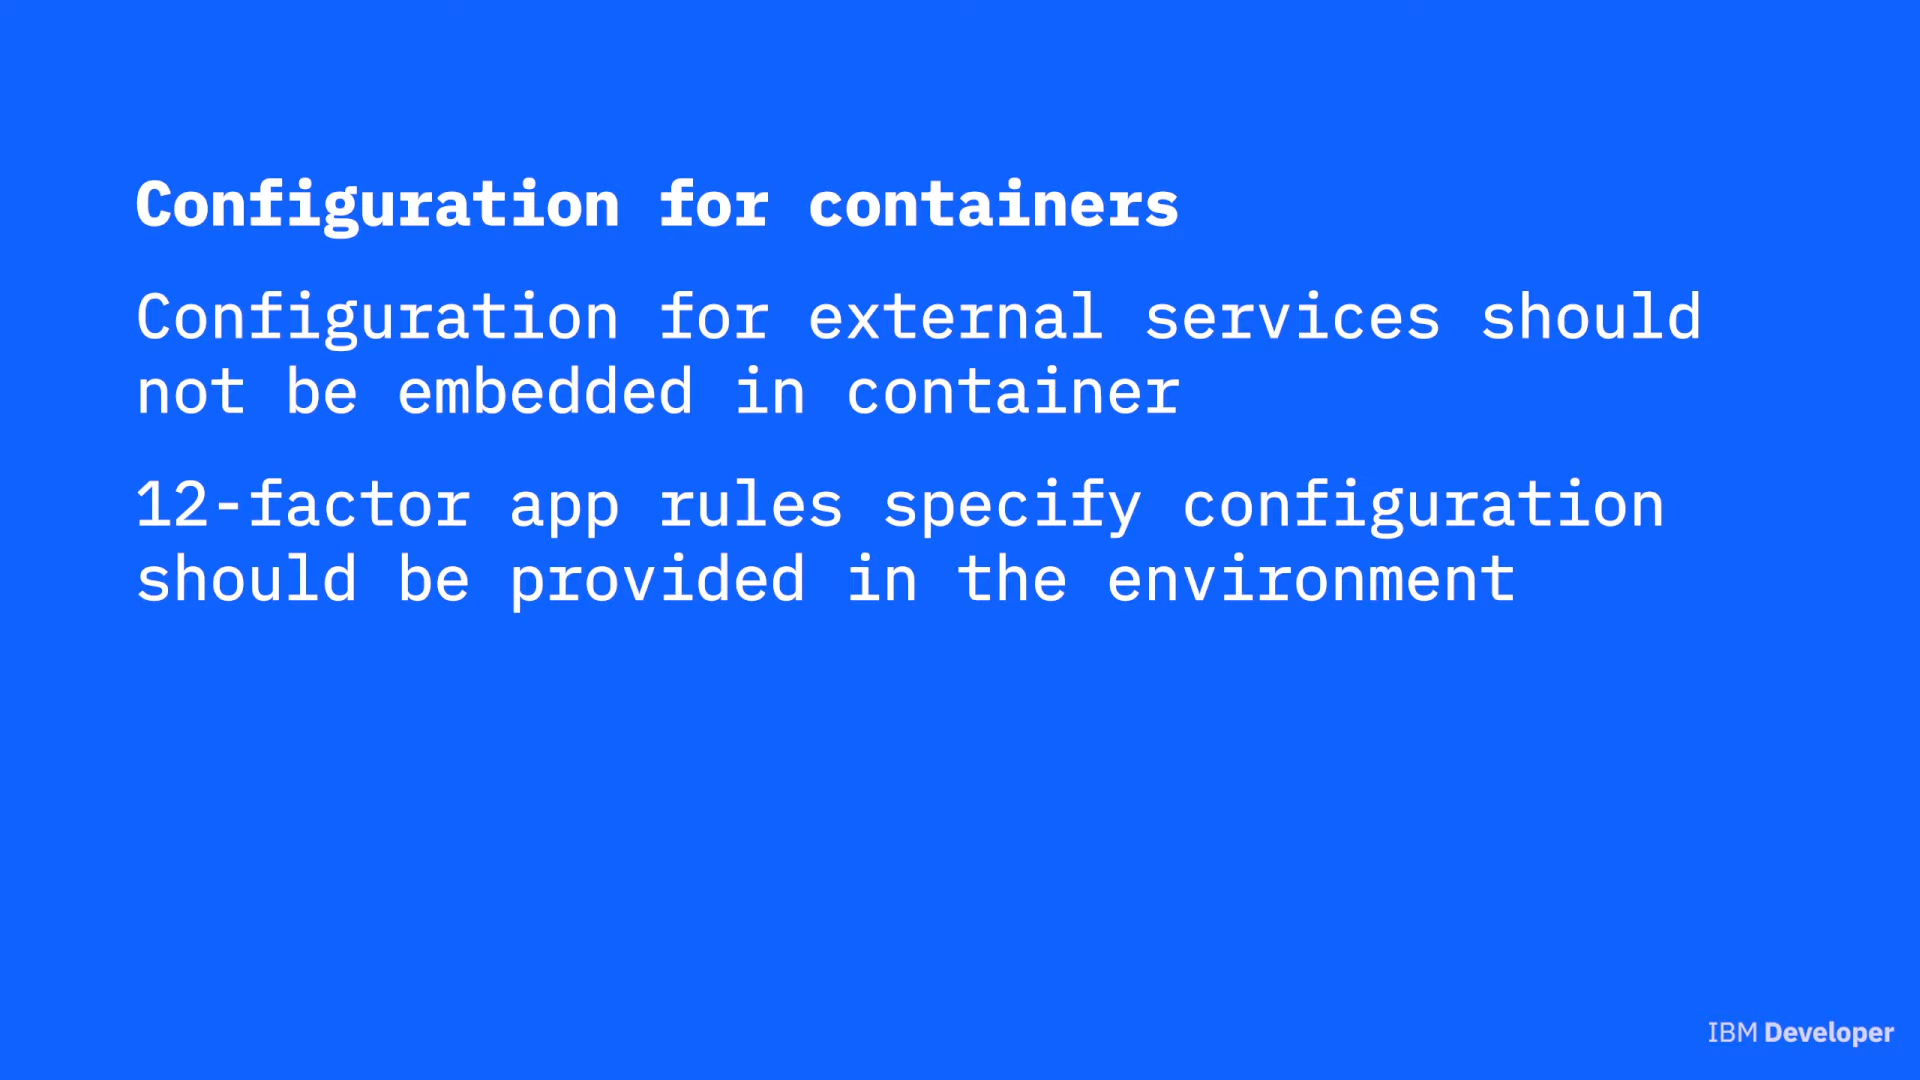 Configuration for containers
Configuration for external services should
not be embedded in container
12-factor app rules specify configuration
should be provided in the environment
IBM Developer